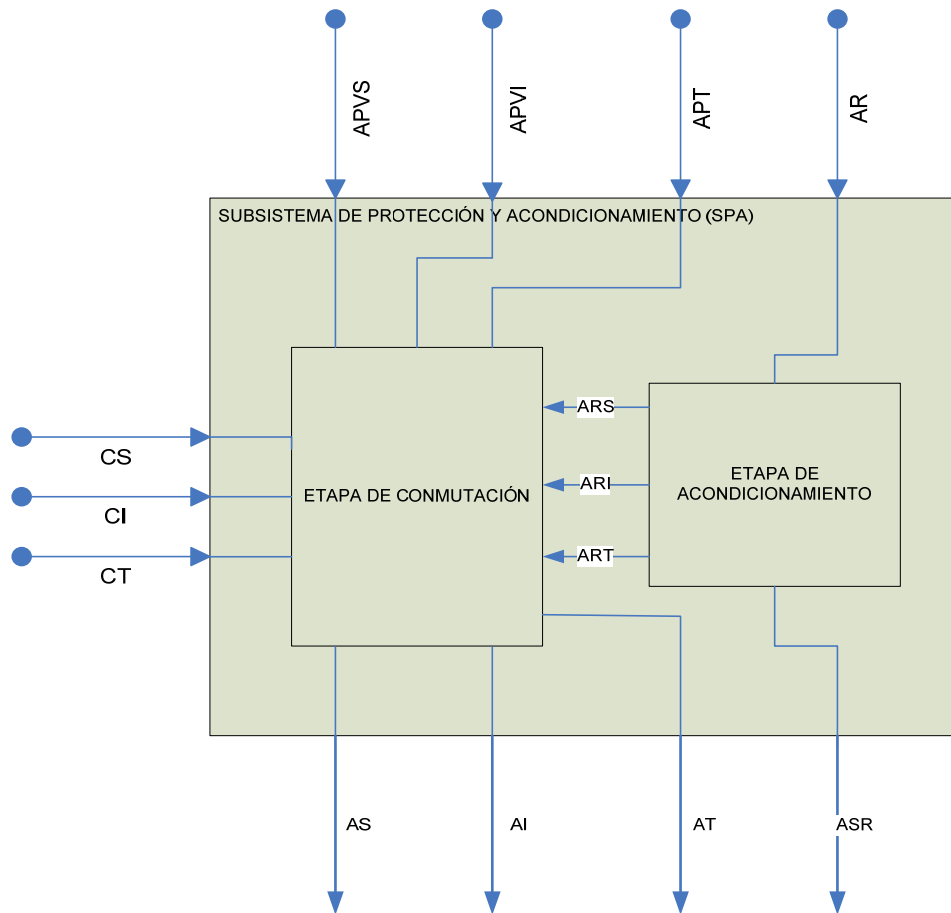 APVS
APVI
APT
AR
SUBSISTEMA DE PROTECCIÓN Y ACONDICIONAMIENTO (SPA)
ARS
CS
ARI
ETAPA DE
ACONDICIONAMIENTO
ETAPA DE CONMUTACIÓN
CI
ART
CT
AS
AI
AT
ASR